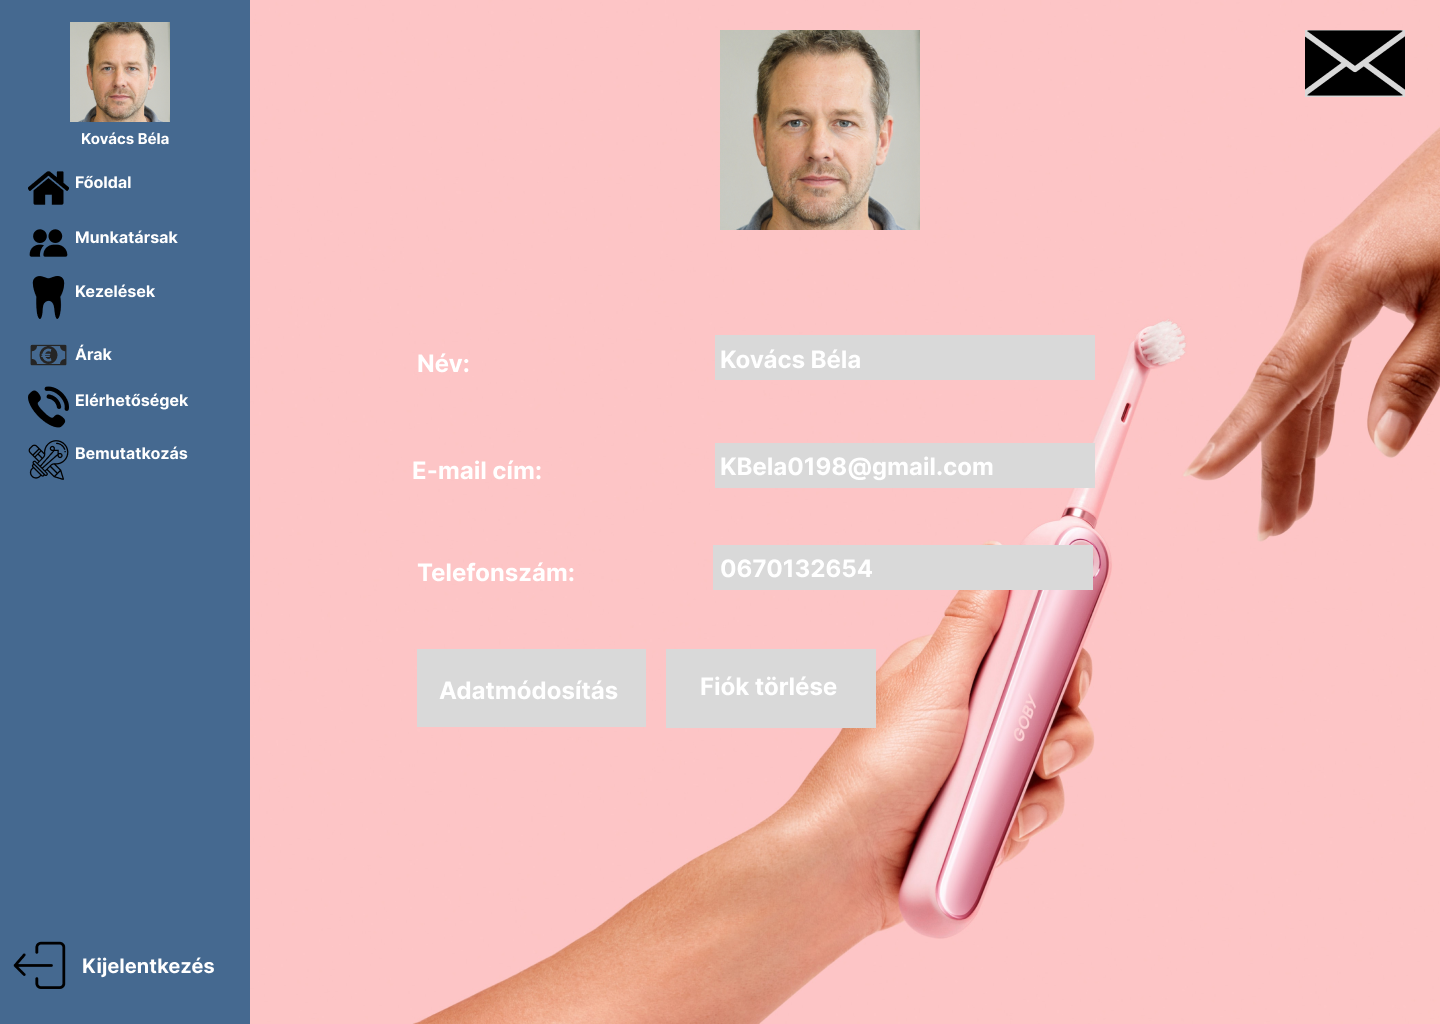 Kovács Béla
Főoldal
Munkatársak
Kezelések
Árak
Elérhetőségek
Bemutatkozás
Kijelentkezés
Név:
Kovács Béla
E-mail cím:
KBela0198@gmail.com
Telefonszám:
0670132654
Adatmódosítás
Fiók törlése
GOBY